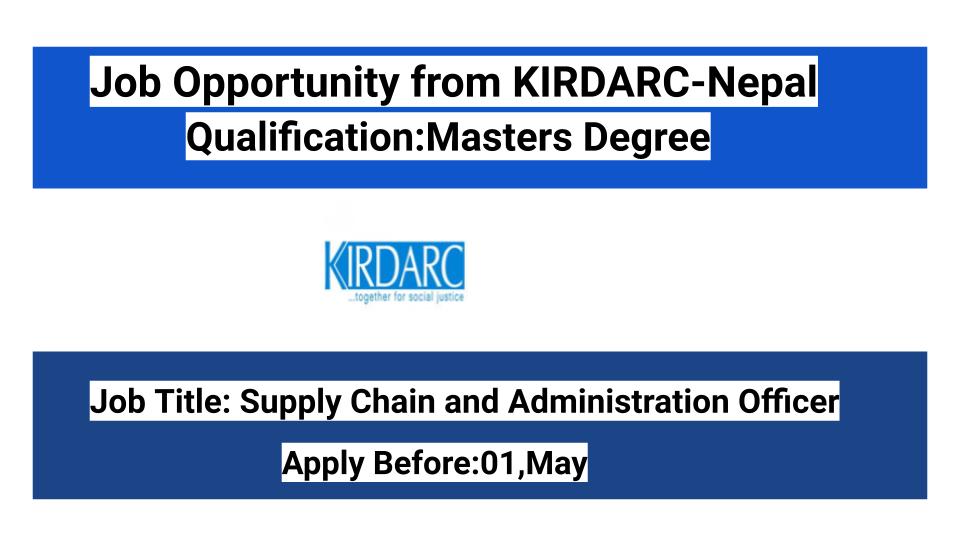 Job Opportunity from KIRDARC-Nepal
Qualification:Masters Degree
KIRDARC
...together for social justice
Job Title: Supply Chain and Administration Officer
Apply Before:01,May